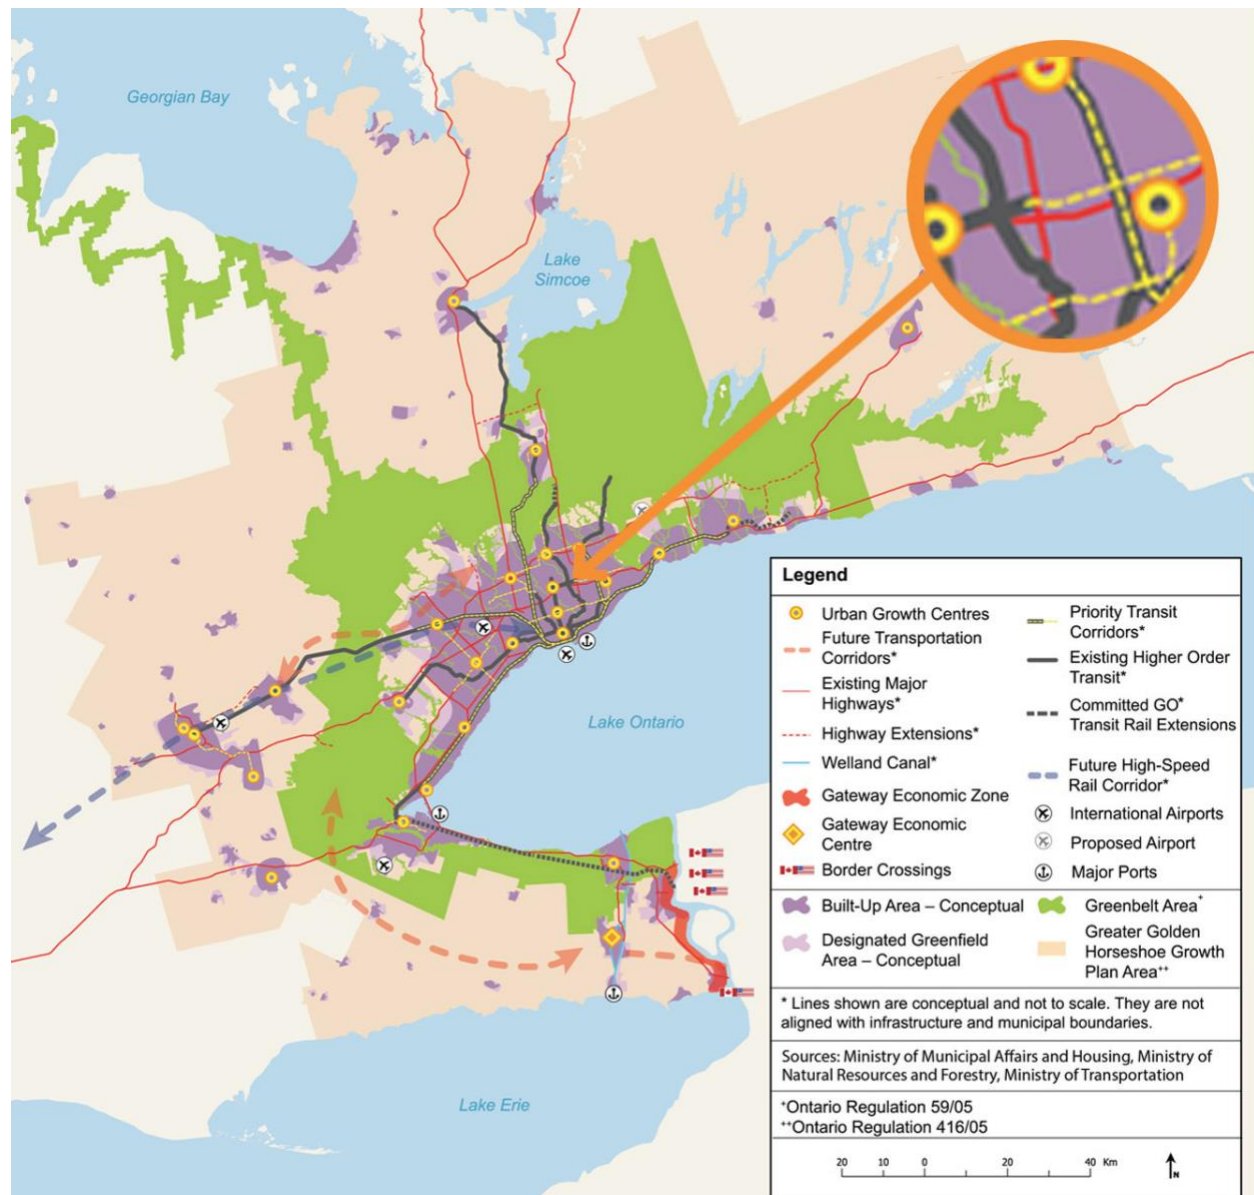 Georgian Bay
Lake
Simcoe
Lake Ontario
Lake Erie
Legend
Urban Growth Centres
Future Transportation
Corridors*
Existing Major
Highways*
Highway Extensions*
Welland Canal*
Gateway Economic Zone
Gateway Economic
Centre
Border Crossings
Priority Transit
Corridors*
Existing Higher Order
Transit*
Committed GO*
Transit Rail Extensions
Future High-Speed
Rail Corridor*
International Airports
Proposed Airport
Major Ports
Built-Up Area – Conceptual
Designated Greenfield
Area – Conceptual
Greenbelt Area+
Greater Golden
Horseshoe Growth
Plan Area++
* Lines shown are conceptual and not to scale. They are not
aligned with infrastructure and municipal boundaries.
Sources: Ministry of Municipal Affairs and Housing, Ministry of
Natural Resources and Forestry, Ministry of Transportation
+Ontario Regulation 59/05
++Ontario Regulation 416/05
20 10 0 20 40 Km
N